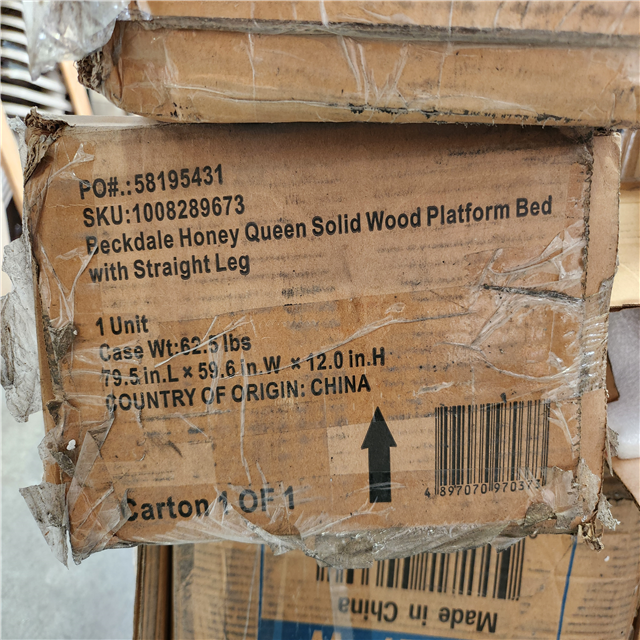 PO#.:58195431
SKU:1008289673
Peckdale Honey Queen Solid Wood Platform Bed
with Straight Leg
1 Unit
Case Wt:62.5 lbs
79.5 in.L × 59.6 in.W × 12.0 in.H
COUNTRY OF ORIGIN: CHINA
Carton 1 OF 1
Made in China